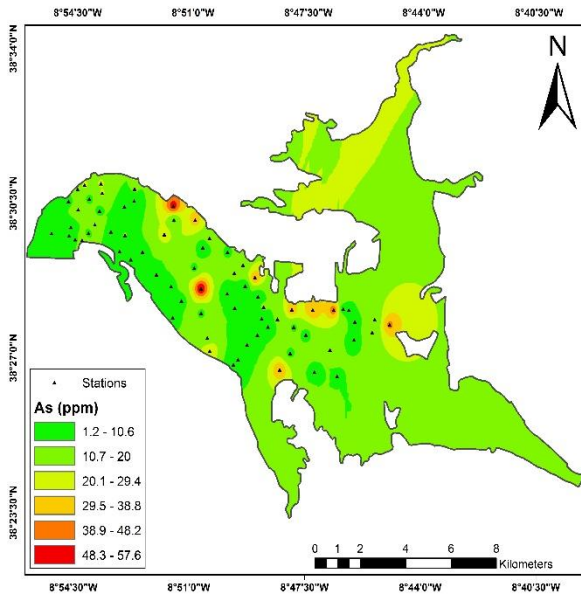 8°54'30"W 8°51'0"W 8°47'30"W 8°44'0"W 8°40'30"W
38°34'0"N
N
38°30'30"N
38°27'0"N
38°23'30"N
Stations
As (ppm)
1.2 - 10.6
10.7 - 20
20.1 - 29.4
29.5 - 38.8
38.9 - 48.2
48.3 - 57.6
0 1 2 4 6 8
Kilometers
8°54'30"W 8°51'0"W 8°47'30"W 8°44'0"W 8°40'30"W